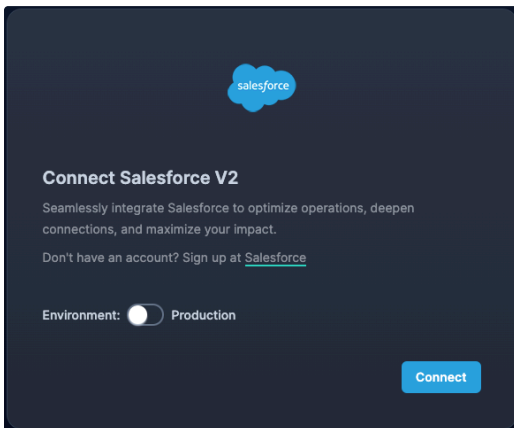 salesforce
Connect Salesforce V2
Seamlessly integrate Salesforce to optimize operations, deepen
connections, and maximize your impact.
Don't have an account? Sign up at Salesforce
Environment: Production
Connect